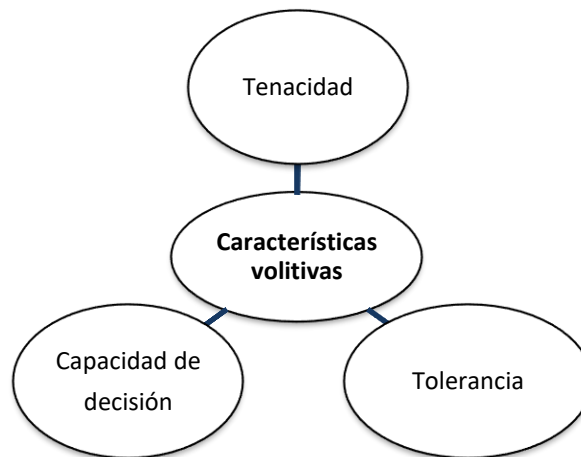 Tenacidad
Características
volitivas
Capacidad de
decisión
Tolerancia